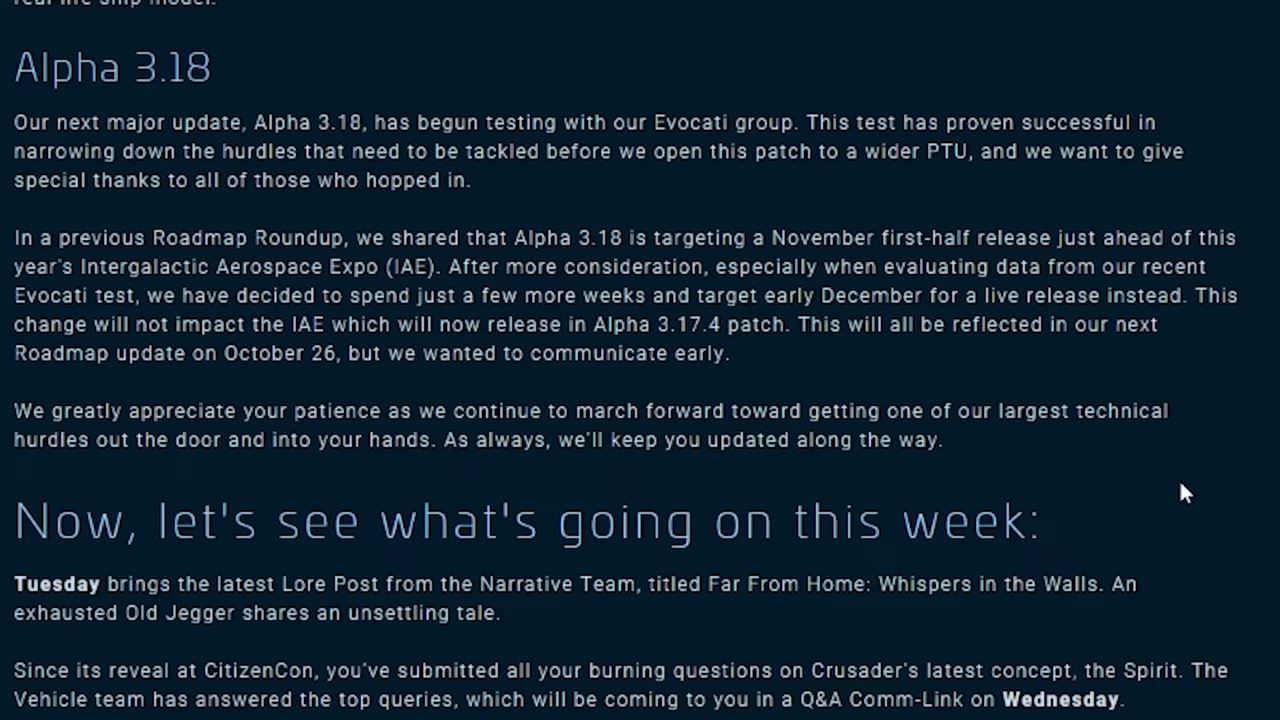 real-life ship model.
Alpha 3.18
Our next major update, Alpha 3.18, has begun testing with our Evocati group. This test has proven successful in
narrowing down the hurdles that need to be tackled before we open this patch to a wider PTU, and we want to give
special thanks to all of those who hopped in.
In a previous Roadmap Roundup, we shared that Alpha 3.18 is targeting a November first-half release just ahead of this
year's Intergalactic Aerospace Expo (IAE). After more consideration, especially when evaluating data from our recent
Evocati test, we have decided to spend just a few more weeks and target early December for a live release instead. This
change will not impact the IAE which will now release in Alpha 3.17.4 patch. This will all be reflected in our next
Roadmap update on October 26, but we wanted to communicate early.
We greatly appreciate your patience as we continue to march forward toward getting one of our largest technical
hurdles out the door and into your hands. As always, we'll keep you updated along the way.
Now, let's see what's going on this week:
Tuesday brings the latest Lore Post from the Narrative Team, titled Far From Home: Whispers in the Walls. An
exhausted Old Jegger shares an unsettling tale.
Since its reveal at CitizenCon, you've submitted all your burning questions on Crusader's latest concept, the Spirit. The
Vehicle team has answered the top queries, which will be coming to you in a Q&A Comm-Link on Wednesday.